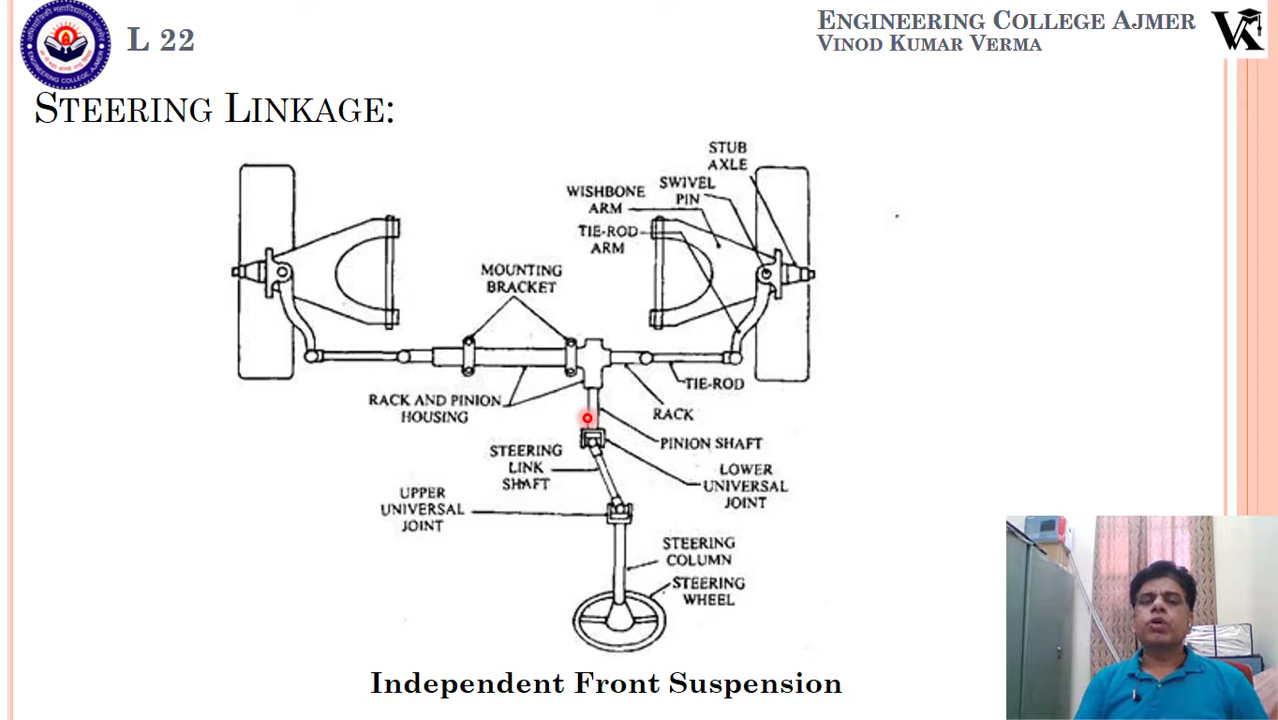 L 22
ENGINEERING COLLEGE AJMER
VINOD KUMAR VERMA
STEERING LINKAGE:
STUB
AXLE
SWIVEL
PIN
WISHBONE
ARM
TIE-ROD
ARM
MOUNTING
BRACKET
RACK AND PINION
HOUSING
TIE-ROD
RACK
PINION SHAFT
STEERING
LINK
SHAFT
LOWER
UNIVERSAL
JOINT
UPPER
UNIVERSAL
JOINT
STEERING
COLUMN
STEERING
WHEEL
Independent Front Suspension